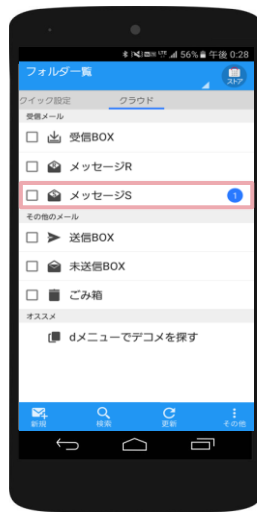 56% 午後 0:28
フォルダ一覧
ストア
クイック設定 クラウド
受信メール
受信BOX
メッセージR
メッセージS 1
その他のメール
送信BOX
未送信BOX
ごみ箱
オススメ
dメニューでデコメを探す
新規 検索 更新 その他